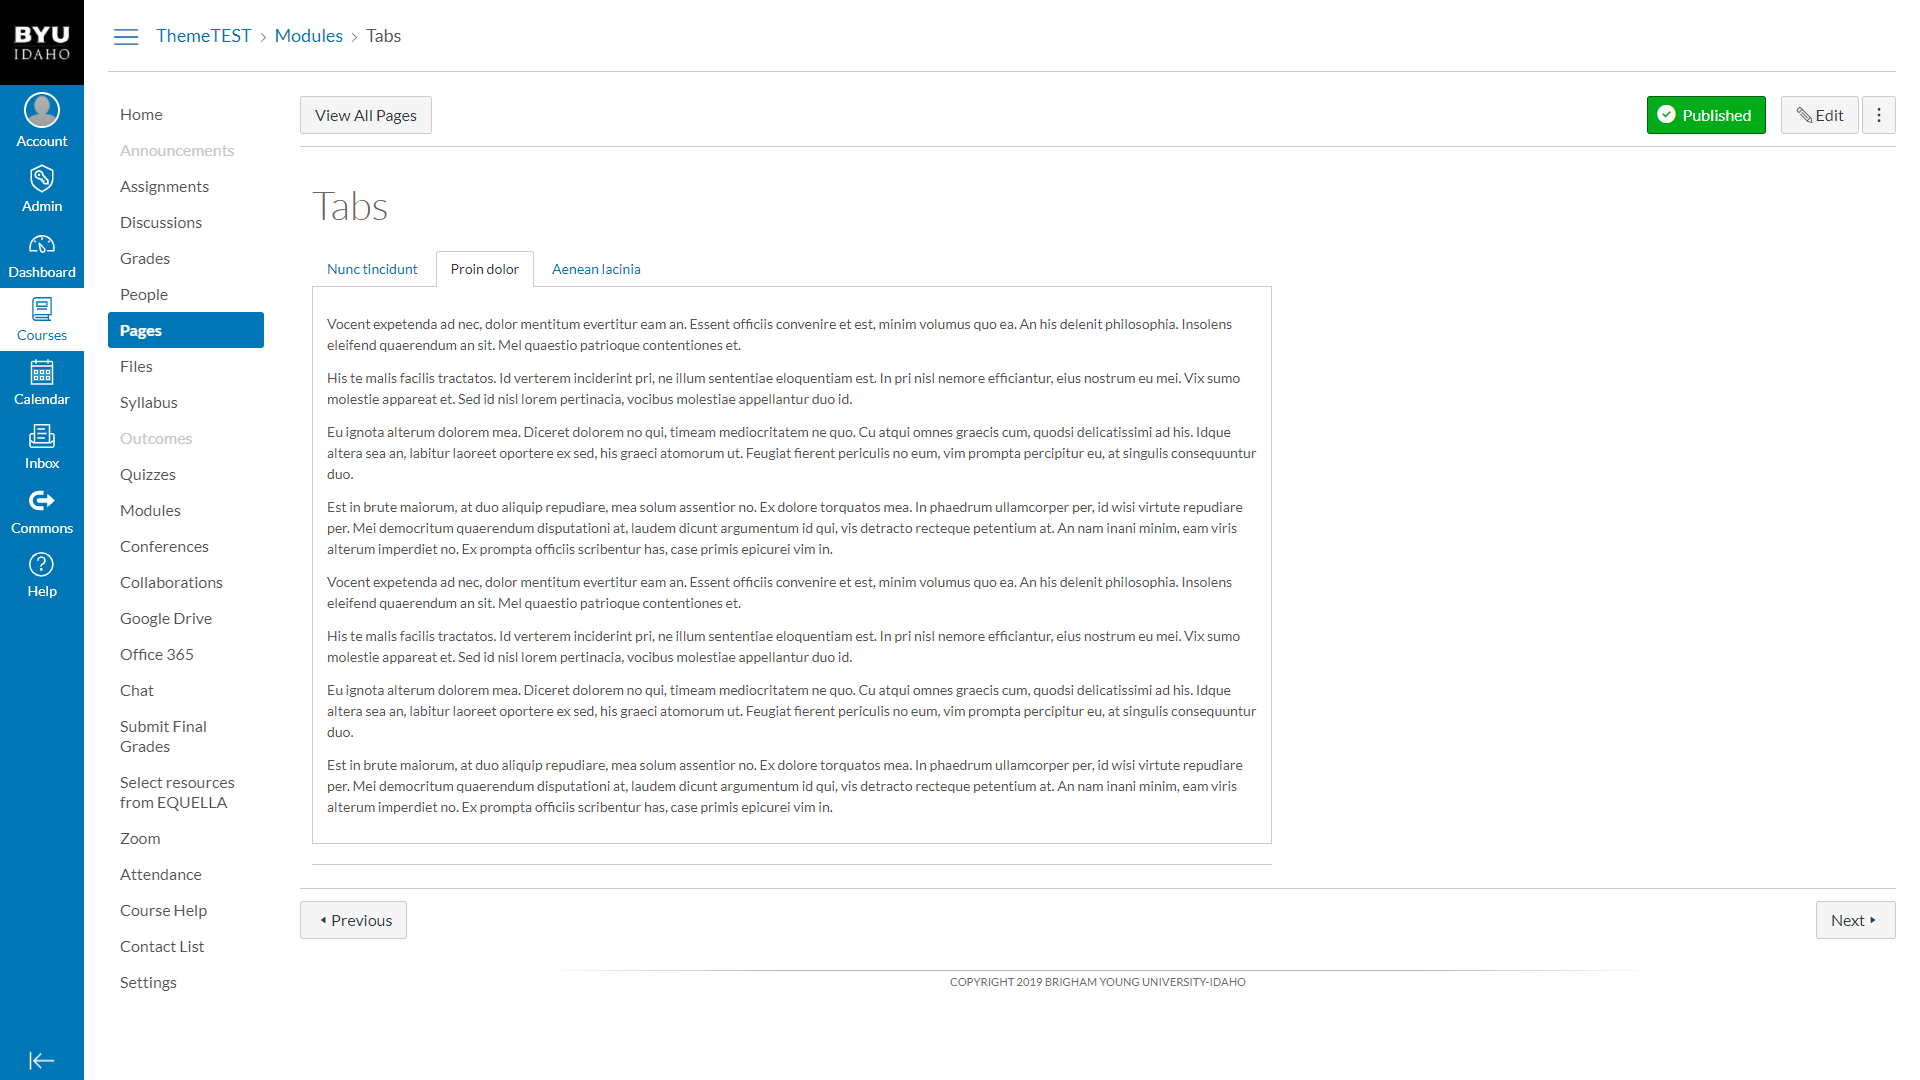 BYU
IDAHO
Account
Admin
Dashboard
Courses
Calendar
Inbox
Commons
Help
ThemeTEST > Modules > Tabs
Home
Announcements
Assignments
Discussions
Grades
People
Pages
Files
Syllabus
Outcomes
Quizzes
Modules
Conferences
Collaborations
Google Drive
Office 365
Chat
Submit Final
Grades
Select resources
from EQUELLA
Zoom
Attendance
Course Help
Contact List
Settings
View All Pages
Published
Edit
Tabs
Nunc tincidunt
Proin dolor
Aenean lacinia
Vocent expetenda ad nec, dolor mentitum evertitur eam an. Essent officiis convenire et est, minim volumus quo ea. An his delenit philosophia. Insolens
eleifend quaerendum an sit. Mel quaestio patrioque contentiones et.
His te malis facilis tractatos. Id verterem inciderint pri, ne illum sententiae eloquentiam est. In pri nisl nemore efficiantur, eius nostrum eu mei. Vix sumo
molestie appareat et. Sed id nisl lorem pertinacia, vocibus molestiae appellantur duo id.
Eu ignota alterum dolorem mea. Diceret dolorem no qui, timeam mediocritatem ne quo. Cu atqui omnes graecis cum, quodsi delicatissimi ad his. Idque
altera sea an, labitur laoreet oportere ex sed, his graeci atomorum ut. Feugiat fierent periculis no eum, vim prompta percipitur eu, at singulis consequuntur
duo.
Est in brute maiorum, at duo aliquip repudiare, mea solum assentior no. Ex dolore torquatos mea. In phaedrum ullamcorper per, id wisi virtute repudiare
per. Mei democritum quaerendum disputationi at, laudem dicunt argumentum id qui, vis detracto recteque petentium at. An nam inani minim, eam viris
alterum imperdiet no. Ex prompta officiis scribentur has, case primis epicurei vim in.
Vocent expetenda ad nec, dolor mentitum evertitur eam an. Essent officiis convenire et est, minim volumus quo ea. An his delenit philosophia. Insolens
eleifend quaerendum an sit. Mel quaestio patrioque contentiones et.
His te malis facilis tractatos. Id verterem inciderint pri, ne illum sententiae eloquentiam est. In pri nisl nemore efficiantur, eius nostrum eu mei. Vix sumo
molestie appareat et. Sed id nisl lorem pertinacia, vocibus molestiae appellantur duo id.
Eu ignota alterum dolorem mea. Diceret dolorem no qui, timeam mediocritatem ne quo. Cu atqui omnes graecis cum, quodsi delicatissimi ad his. Idque
altera sea an, labitur laoreet oportere ex sed, his graeci atomorum ut. Feugiat fierent periculis no eum, vim prompta percipitur eu, at singulis consequuntur
duo.
Est in brute maiorum, at duo aliquip repudiare, mea solum assentior no. Ex dolore torquatos mea. In phaedrum ullamcorper per, id wisi virtute repudiare
per. Mei democritum quaerendum disputationi at, laudem dicunt argumentum id qui, vis detracto recteque petentium at. An nam inani minim, eam viris
alterum imperdiet no. Ex prompta officiis scribentur has, case primis epicurei vim in.
Previous
Next
COPYRIGHT 2019 BRIGHAM YOUNG UNIVERSITY-IDAHO